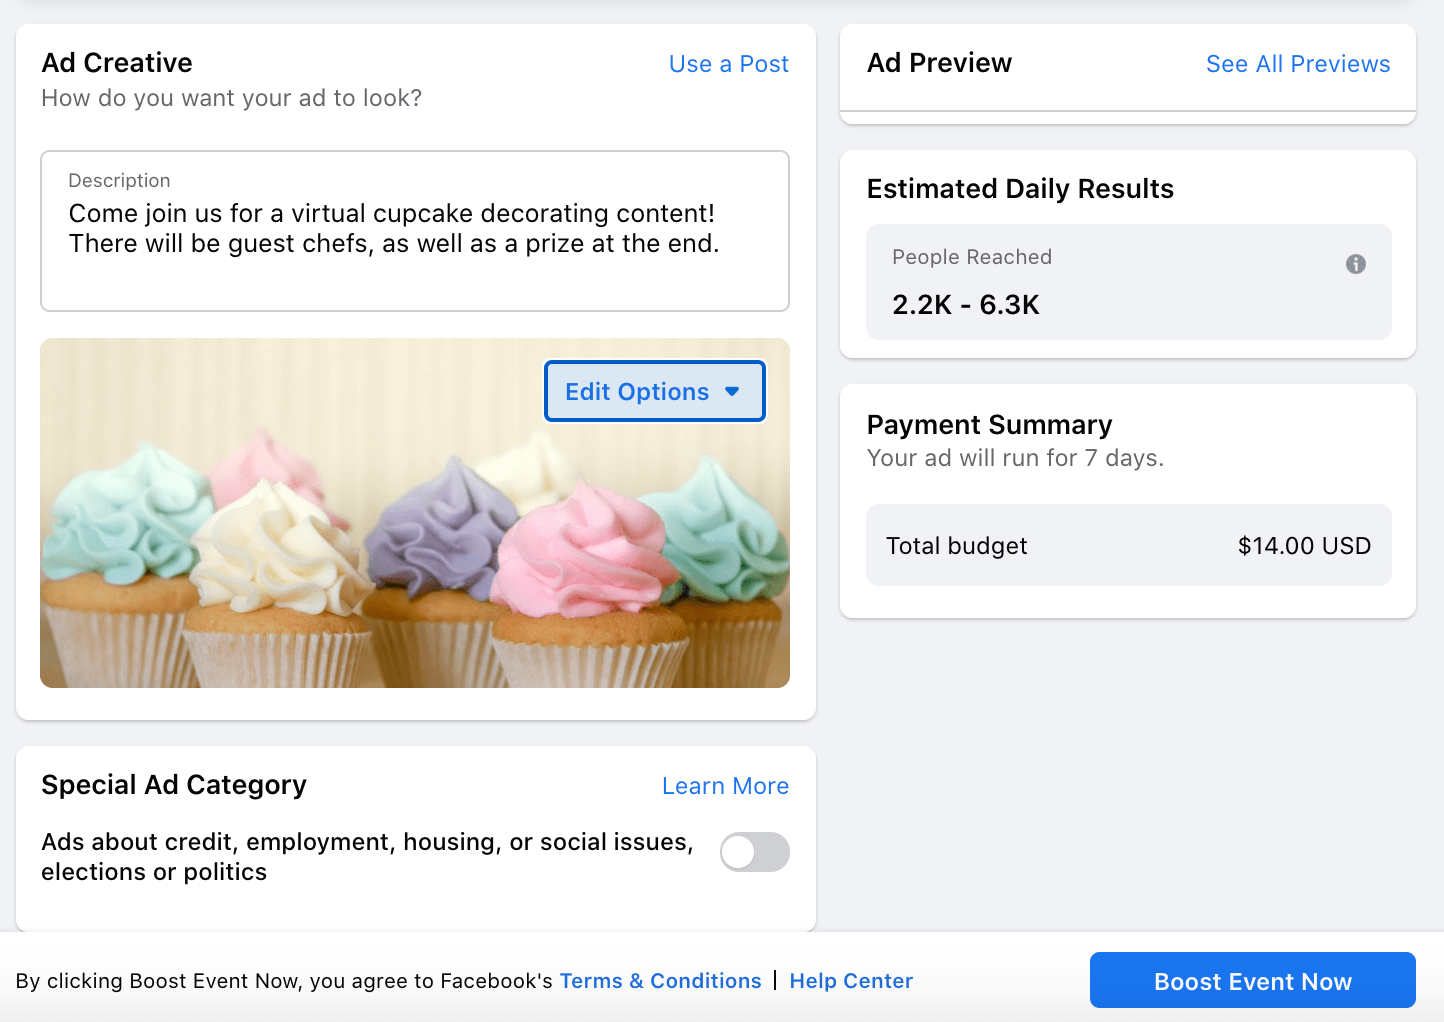 Ad Creative
Use a Post
How do you want your ad to look?
Description
Come join us for a virtual cupcake decorating content!
There will be guest chefs, as well as a prize at the end.
Edit Options
Special Ad Category
Learn More
Ads about credit, employment, housing, or social issues,
elections or politics
Ad Preview
See All Previews
Estimated Daily Results
People Reached
2.2K - 6.3K
Payment Summary
Your ad will run for 7 days.
Total budget
$14.00 USD
By clicking Boost Event Now, you agree to Facebook's Terms & Conditions | Help Center
Boost Event Now